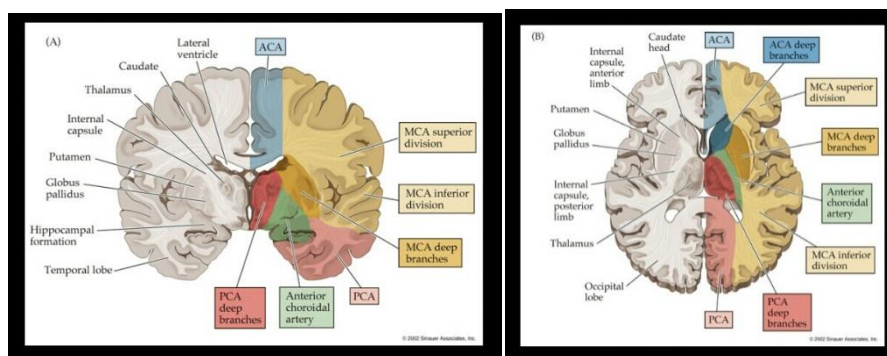 (A)
Lateral
ventricle
ACA
Caudate
Thalamus
Internal
capsule
Putamen
Globus
pallidus
Hippocampal
formation
Temporal lobe
MCA superior
division
MCA inferior
division
MCA deep
branches
PCA
deep
branches
Anterior
choroidal
artery
PCA
© 2002 Sinauer Associates, Inc.
(B)
Caudate
head
ACA
ACA deep
branches
Internal
capsule,
anterior
limb
MCA superior
division
Putamen
Globus
pallidus
MCA deep
branches
Internal
capsule,
posterior
limb
Anterior
choroidal
artery
Thalamus
MCA inferior
division
Occipital
lobe
PCA
PCA
deep
branches
© 2002 Sinauer Associates, Inc.